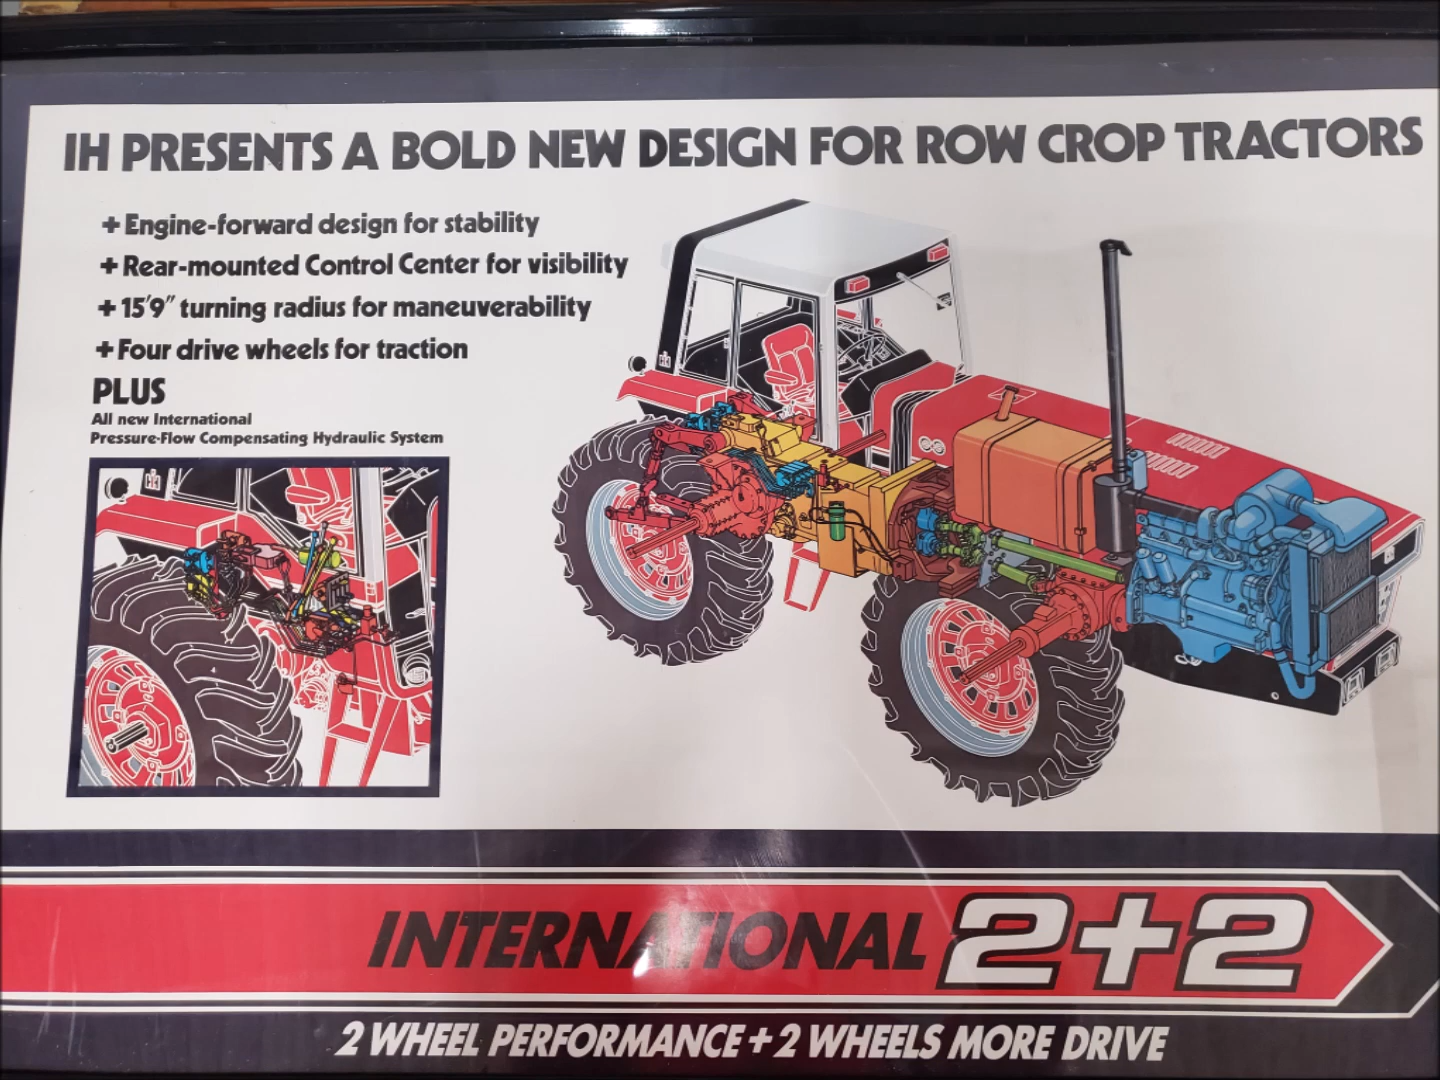 IH PRESENTS A BOLD NEW DESIGN FOR ROW CROP TRACTORS
+ Engine-forward design for stability
+ Rear-mounted Control Center for visibility
+ 15'9" turning radius for maneuverability
+ Four drive wheels for traction
PLUS
All new International
Pressure-Flow Compensating Hydraulic System
INTERNATIONAL 2+2
2 WHEEL PERFORMANCE + 2 WHEELS MORE DRIVE